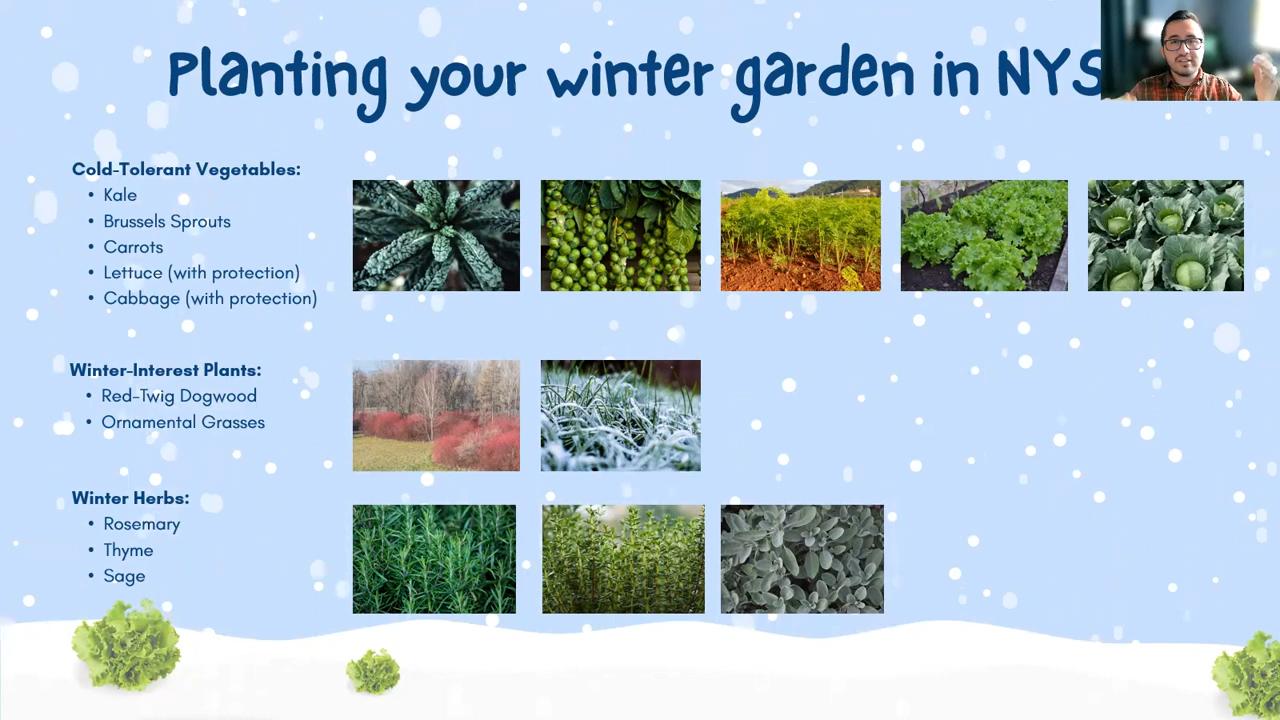 Planting your winter garden in NYS
Cold-Tolerant Vegetables:
• Kale
• Brussels Sprouts
• Carrots
• Lettuce (with protection)
• Cabbage (with protection)
Winter-Interest Plants:
• Red-Twig Dogwood
• Ornamental Grasses
Winter Herbs:
• Rosemary
• Thyme
• Sage